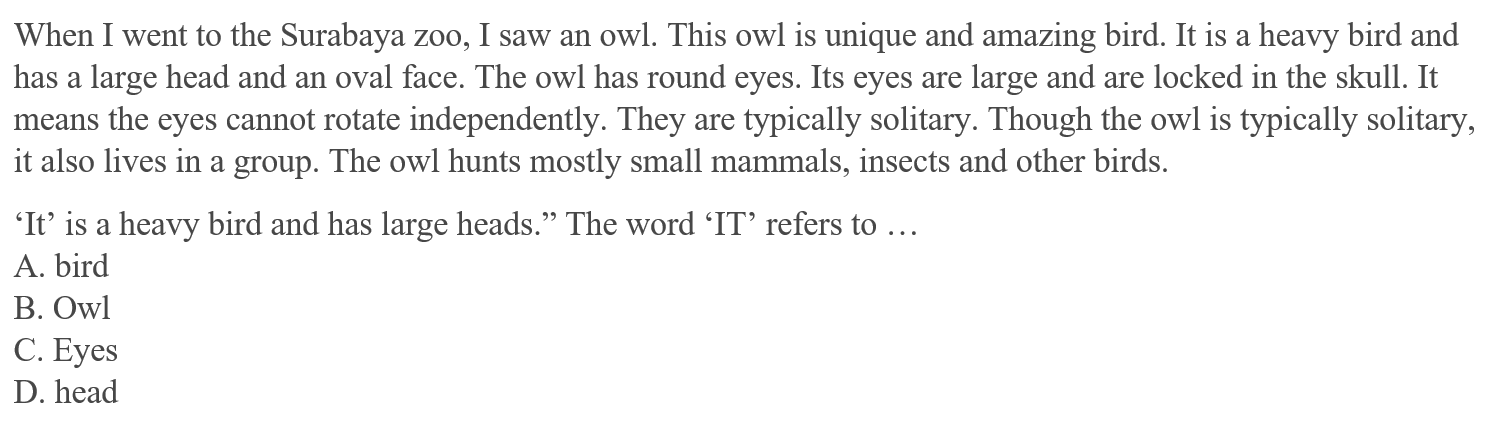 When I went to the Surabaya zoo, I saw an owl. This owl is unique and amazing bird. It is a heavy bird and
has a large head and an oval face. The owl has round eyes. Its eyes are large and are locked in the skull. It
means the eyes cannot rotate independently. They are typically solitary. Though the owl is typically solitary,
it also lives in a group. The owl hunts mostly small mammals, insects and other birds.
‘It’ is a heavy bird and has large heads.” The word ‘IT’ refers to …
A. bird
B. Owl
C. Eyes
D. head